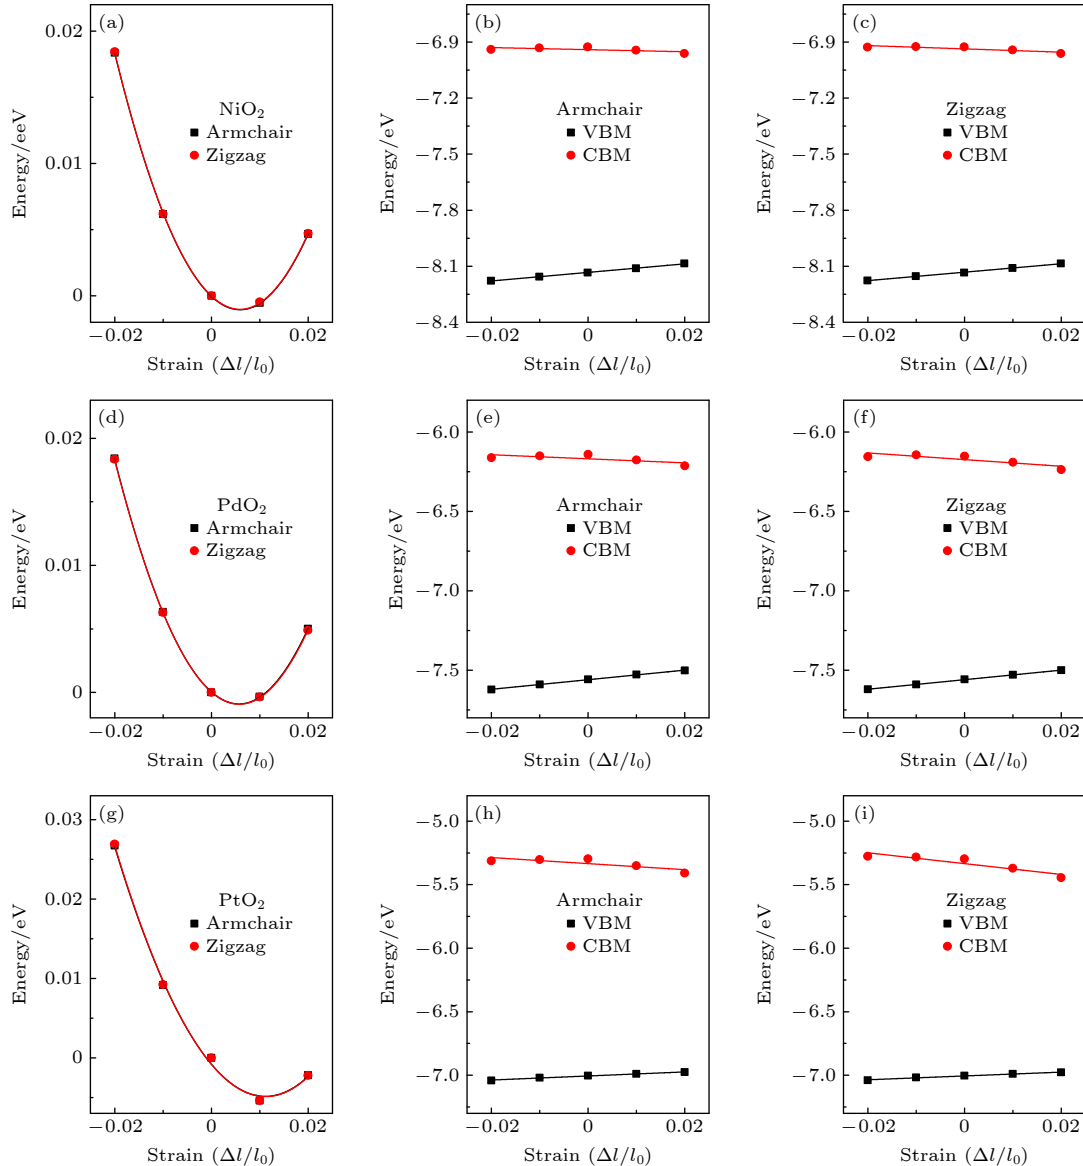 (a)
0.02
0.01
0
Energy/eeV
NiO₂
Armchair
Zigzag
−0.02
0
0.02
Strain (Δl/l₀)
(b)
−6.9
−7.2
−7.5
−7.8
−8.1
−8.4
Energy/eV
Armchair
VBM
CBM
−0.02
0
0.02
Strain (Δl/l₀)
(c)
−6.9
−7.2
−7.5
−7.8
−8.1
−8.4
Energy/eV
Zigzag
VBM
CBM
−0.02
0
0.02
Strain (Δl/l₀)
(d)
0.02
0.01
0
Energy/eV
PdO₂
Armchair
Zigzag
−0.02
0
0.02
Strain (Δl/l₀)
(e)
−6.0
−6.5
−7.0
−7.5
Energy/eV
Armchair
VBM
CBM
−0.02
0
0.02
Strain (Δl/l₀)
(f)
−6.0
−6.5
−7.0
−7.5
Energy/eV
Zigzag
VBM
CBM
−0.02
0
0.02
Strain (Δl/l₀)
(g)
0.03
0.02
0.01
0
Energy/eV
PtO₂
Armchair
Zigzag
−0.02
0
0.02
Strain (Δl/l₀)
(h)
−5.0
−5.5
−6.0
−6.5
−7.0
Energy/eV
Armchair
VBM
CBM
−0.02
0
0.02
Strain (Δl/l₀)
(i)
−5.0
−5.5
−6.0
−6.5
−7.0
Energy/eV
Zigzag
VBM
CBM
−0.02
0
0.02
Strain (Δl/l₀)